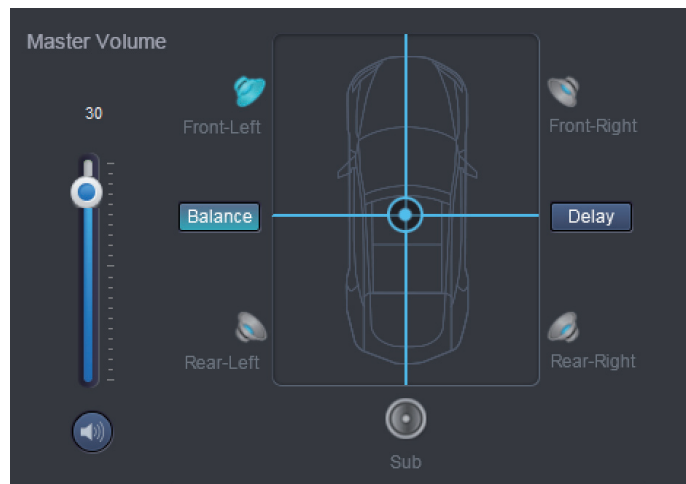 Master Volume
30
Front-Left
Front-Right
Balance
Delay
Rear-Left
Rear-Right
Sub